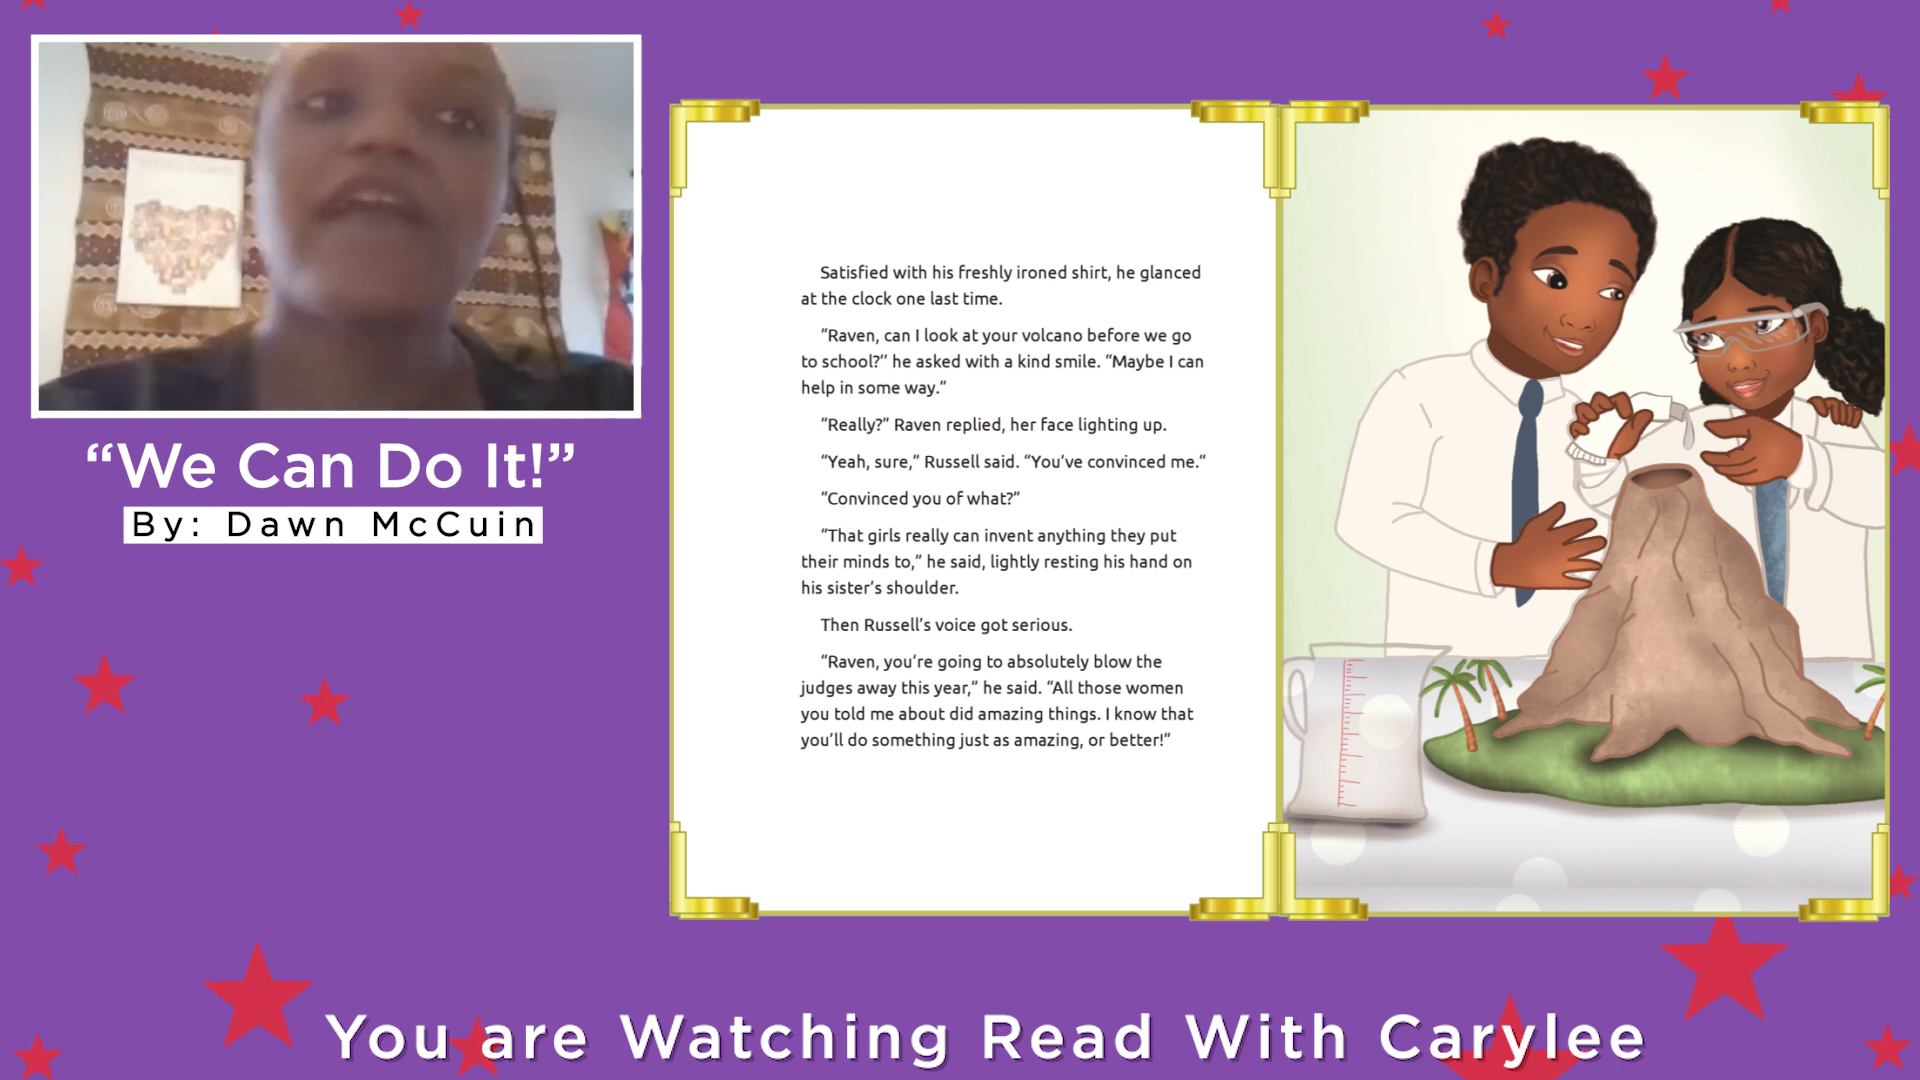 “We Can Do It!”
By: Dawn McCuin
Satisfied with his freshly ironed shirt, he glanced
at the clock one last time.
“Raven, can I look at your volcano before we go
to school?” he asked with a kind smile. “Maybe I can
help in some way.”
“Really?” Raven replied, her face lighting up.
“Yeah, sure,” Russell said. “You’ve convinced me.”
“Convinced you of what?”
“That girls really can invent anything they put
their minds to,” he said, lightly resting his hand on
his sister’s shoulder.
Then Russell’s voice got serious.
“Raven, you’re going to absolutely blow the
judges away this year,” he said. “All those women
you told me about did amazing things. I know that
you’ll do something just as amazing, or better!”
You are Watching Read With Carylee